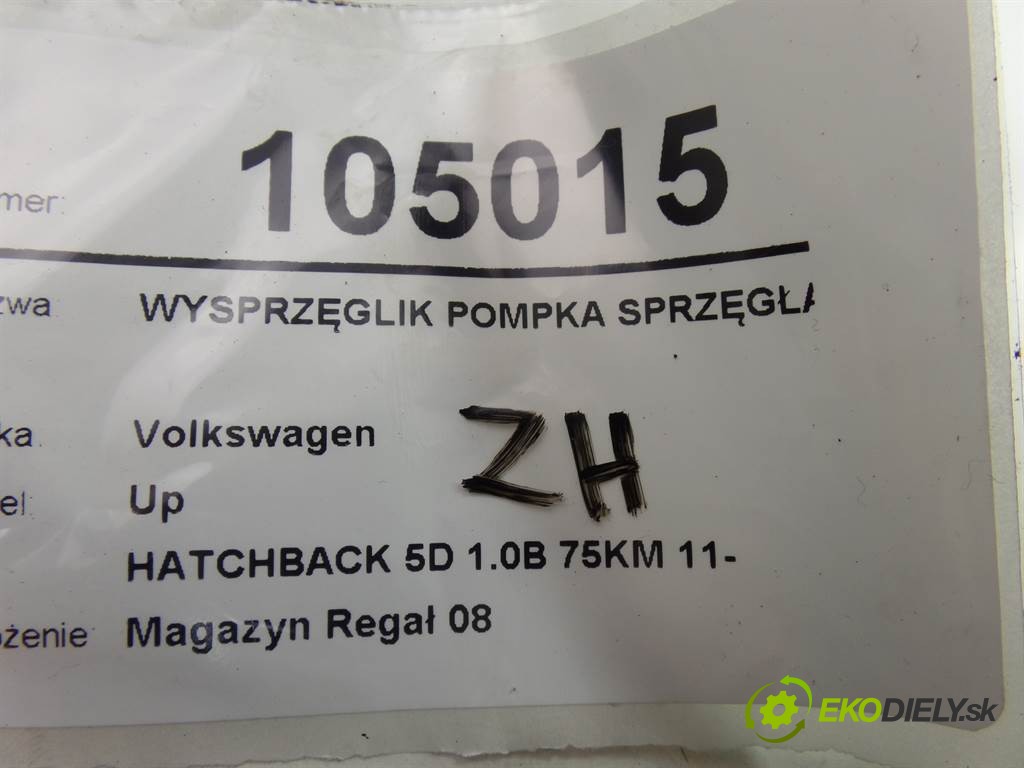 mer: 105015
zwa WYSPRZĘGLIK POMPKA SPRZĘGŁA
ka. Volkswagen
ZH
el: Up
HATCHBACK 5D 1.0B 75KM 11-
ożenie: Magazyn Regał 08
EKODIELY.sk